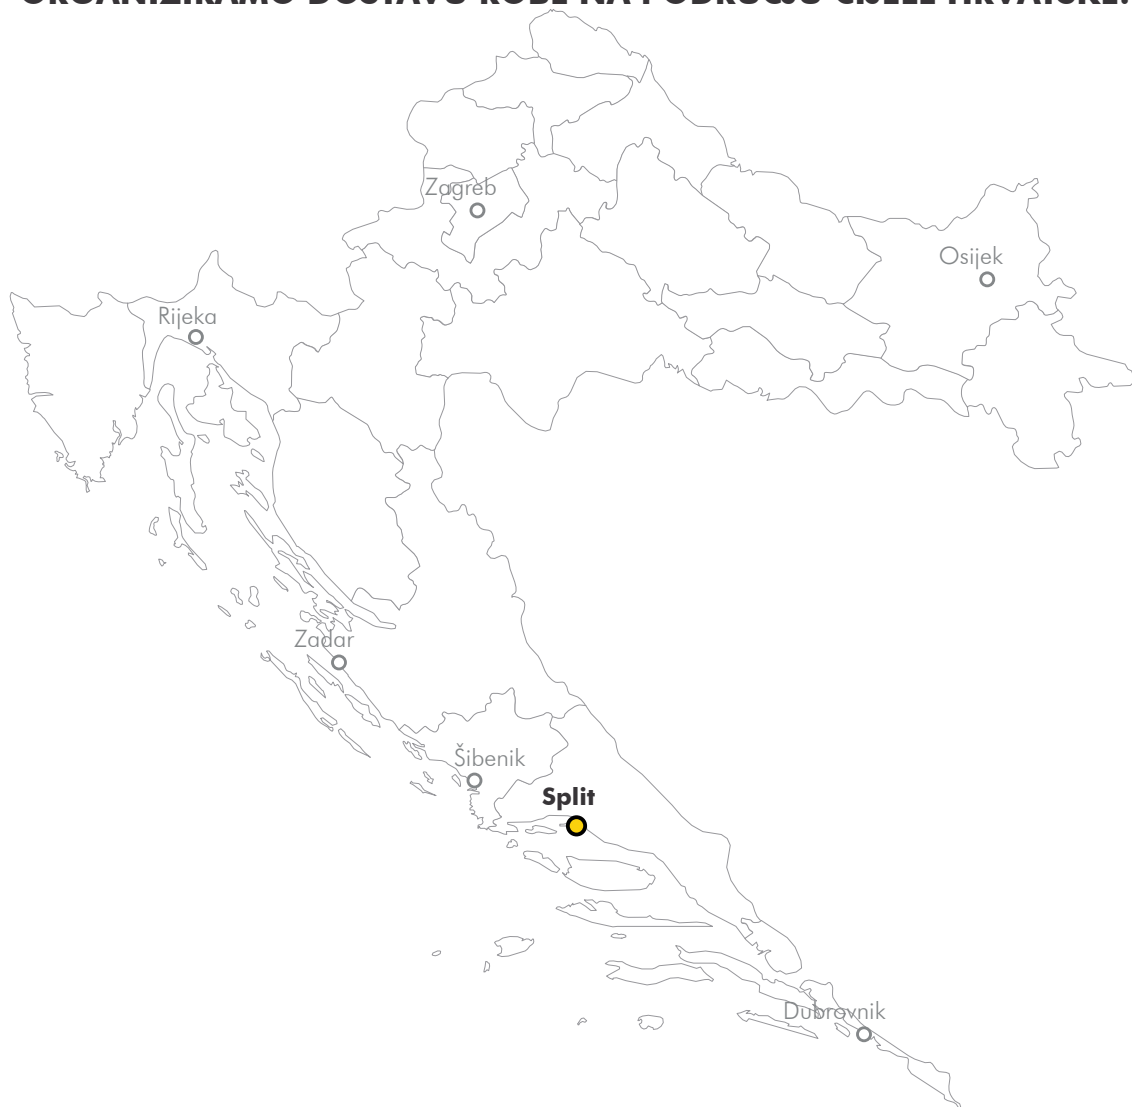 ORGANIZIRAMO DOSTAVU ROBE NA PODRUČJU CIJELE HRVATSKE.
Zagreb
Osijek
Rijeka
Zadar
Šibenik
Split
Dubrovnik